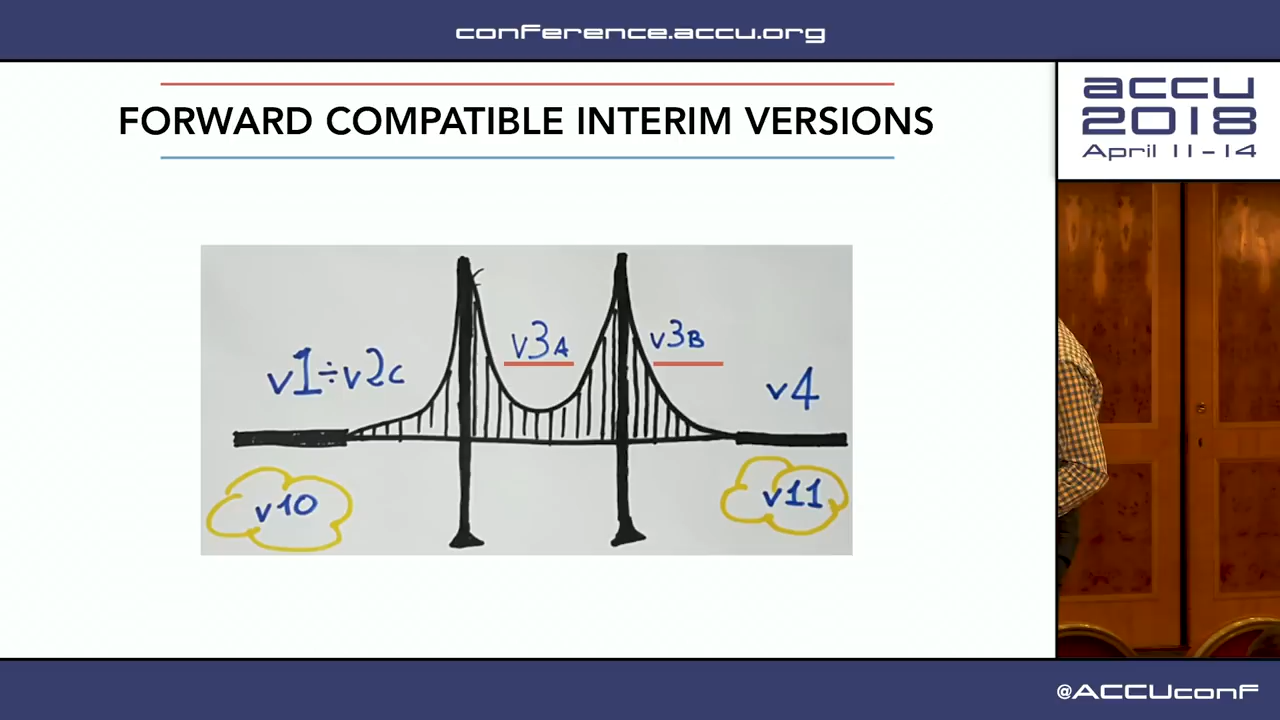 conference.accu.org
FORWARD COMPATIBLE INTERIM VERSIONS
accu
2018
April 11-14
v1÷v2c
v3A
v3B
v4
v10
v11
@ACCUconf